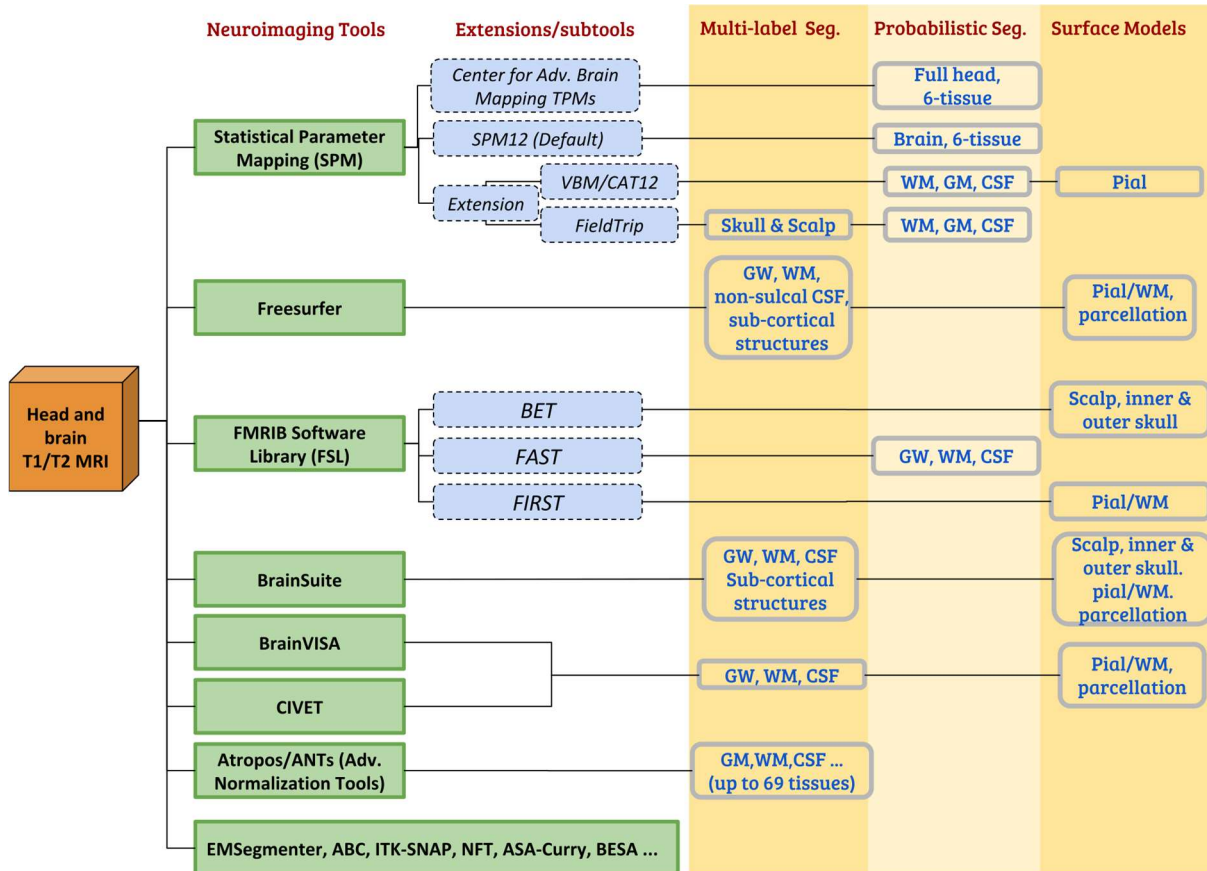 Neuroimaging Tools
Extensions/subtools
Multi-label Seg.
Probabilistic Seg.
Surface Models
Head and
brain
T1/T2 MRI
Statistical Parameter
Mapping (SPM)
Center for Adv. Brain
Mapping TPMs
Full head,
6-tissue
SPM12 (Default)
Brain, 6-tissue
Extension
VBM/CAT12
WM, GM, CSF
Pial
FieldTrip
Skull & Scalp
WM, GM, CSF
Freesurfer
GW, WM,
non-sulcal CSF,
sub-cortical
structures
Pial/WM,
parcellation
FMRIB Software
Library (FSL)
BET
Scalp, inner &
outer skull
FAST
GW, WM, CSF
FIRST
Pial/WM
BrainSuite
GW, WM, CSF
Sub-cortical
structures
Scalp, inner &
outer skull.
pial/WM.
parcellation
BrainVISA
CIVET
GW, WM, CSF
Pial/WM,
parcellation
Atropos/ANTs (Adv.
Normalization Tools)
GM,WM,CSF ...
(up to 69 tissues)
EMSegmenter, ABC, ITK-SNAP, NFT, ASA-Curry, BESA ...